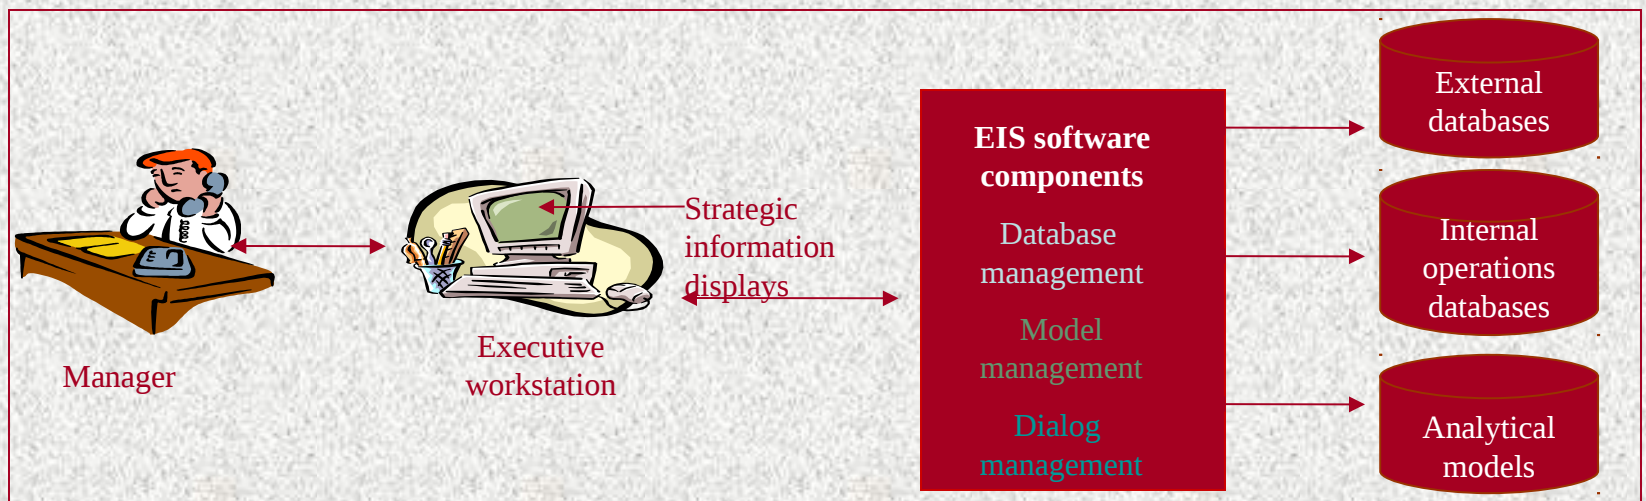 Manager
Executive
workstation
Strategic
information
displays
EIS software
components
Database
management
Model
management
Dialog
management
External
databases
Internal
operations
databases
Analytical
models